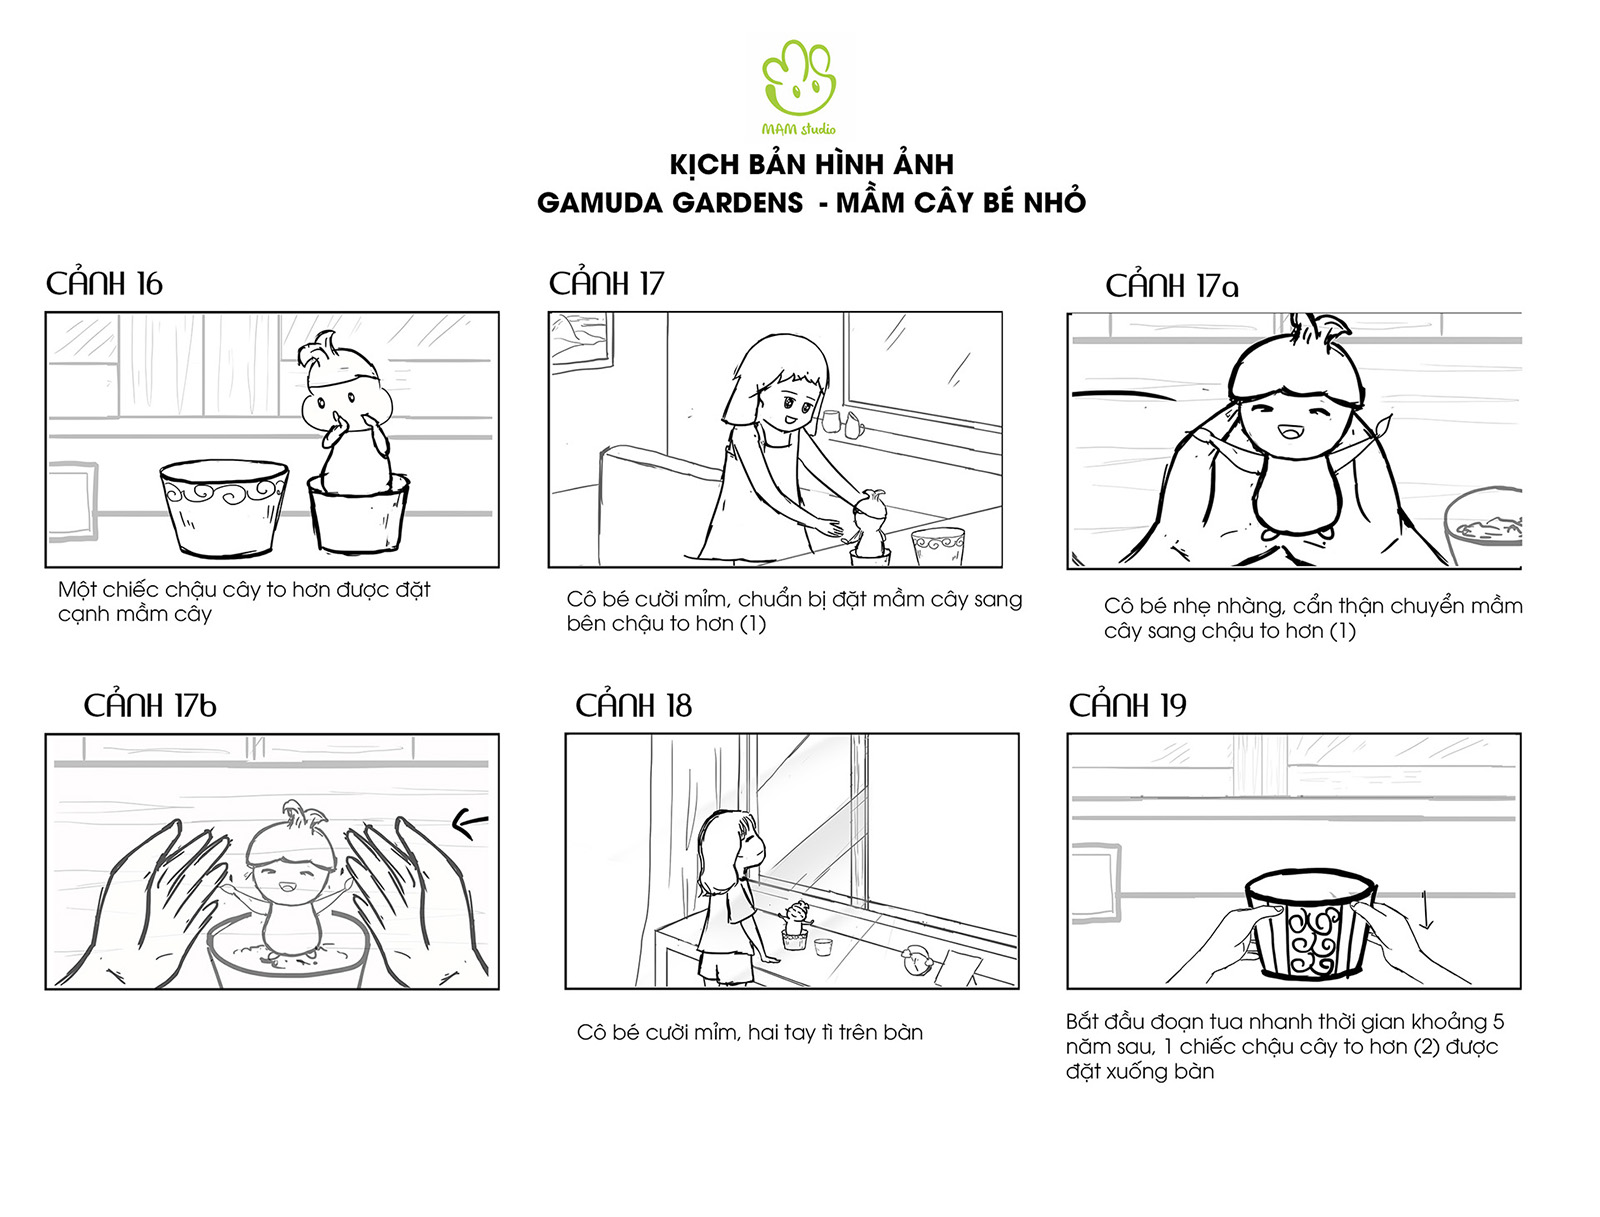 MAM studio
KỊCH BẢN HÌNH ẢNH
GAMUDA GARDENS - MẦM CÂY BÉ NHỎ
CẢNH 16
CẢNH 17
CẢNH 17a
Một chiếc chậu cây to hơn được đặt
cạnh mầm cây
Cô bé cười mỉm, chuẩn bị đặt mầm cây sang
bên chậu to hơn (1)
Cô bé nhẹ nhàng, cẩn thận chuyển mầm
cây sang chậu to hơn (1)
CẢNH 17b
CẢNH 18
CẢNH 19
Cô bé cười mỉm, hai tay tì trên bàn
Bắt đầu đoạn tua nhanh thời gian khoảng 5
năm sau, 1 chiếc chậu cây to hơn (2) được
đặt xuống bàn